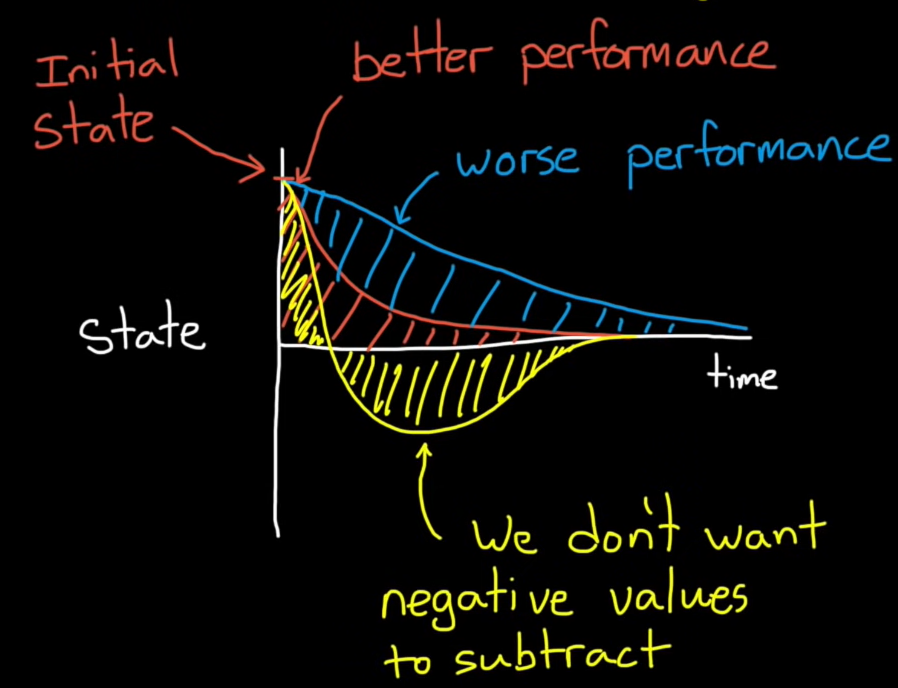 Initial
State
better performance
worse performance
State
time
We don't want
negative values
to subtract